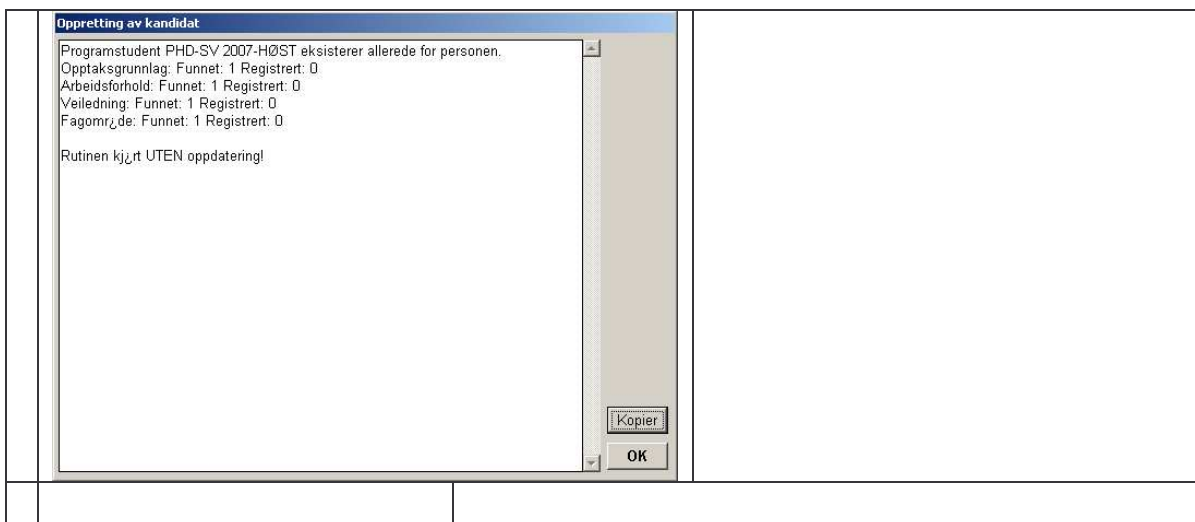 Oppretting av kandidat
Programstudent PHD-SV 2007-HØST eksisterer allerede for personen.
Opptaksgrunnlag: Funnet: 1 Registrert: 0
Arbeidsforhold: Funnet: 1 Registrert: 0
Veiledning: Funnet: 1 Registrert: 0
Fagomr¿de: Funnet: 1 Registrert: 0
Rutinen kj¿rt UTEN oppdatering!
Kopier
OK